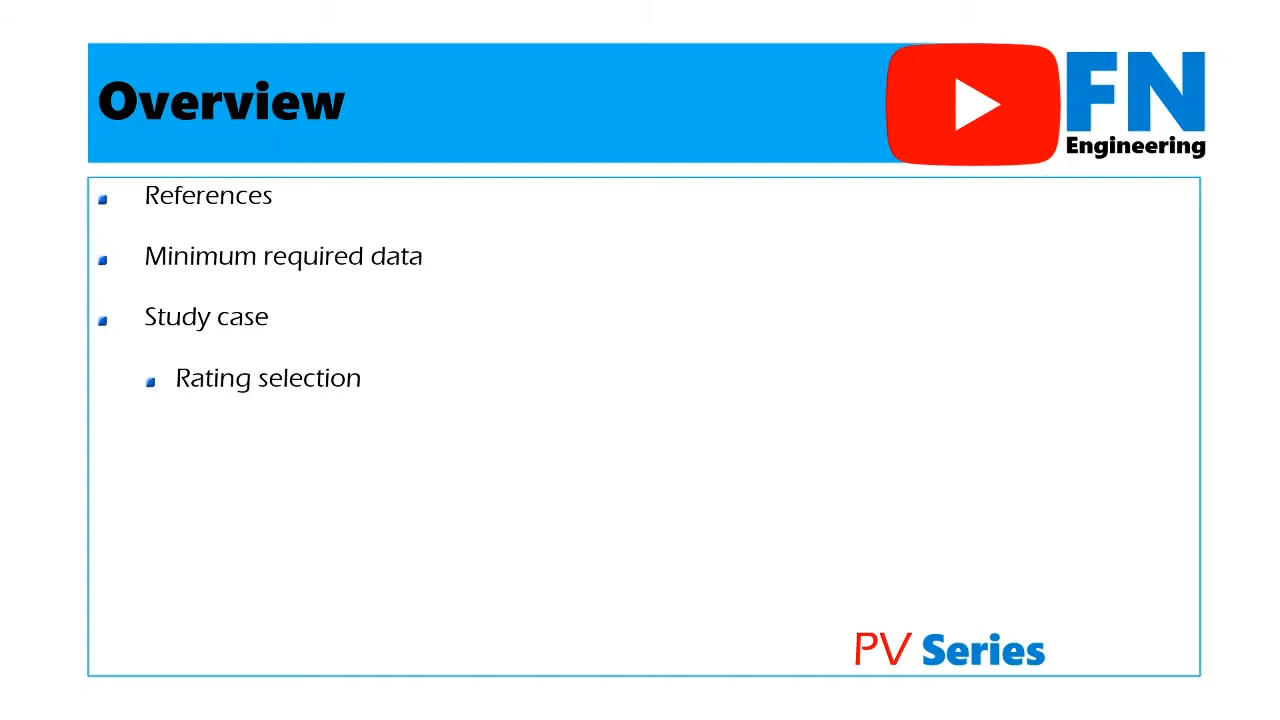 Overview
FN
Engineering
References
Minimum required data
Study case
Rating selection
PV Series